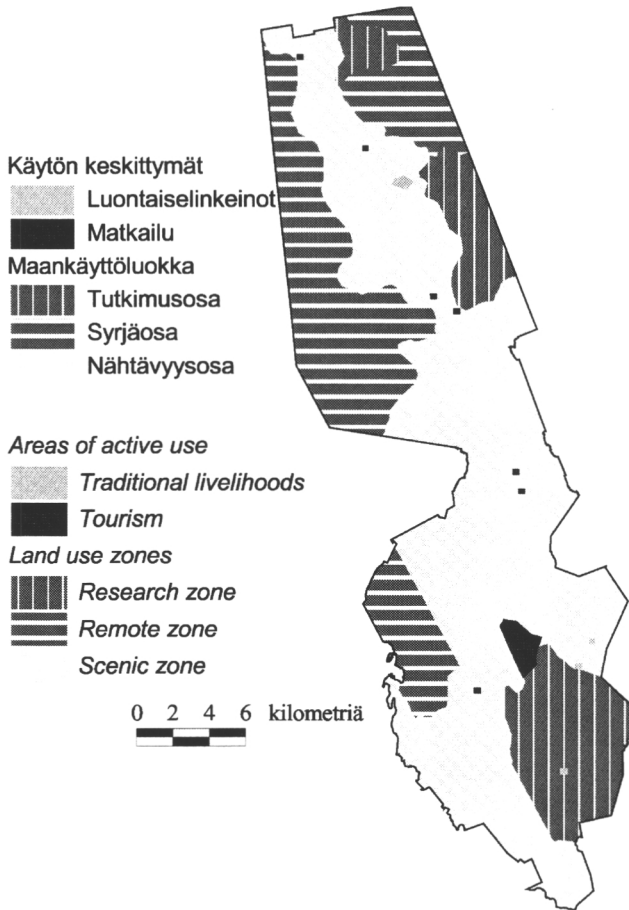 Käytön keskittymät
Luontaiselinkeinot
Matkailu
Maankäyttöluokka
Tutkimusosa
Syrjäosa
Nähtävyysosa
Areas of active use
Traditional livelihoods
Tourism
Land use zones
Research zone
Remote zone
Scenic zone
0 2 4 6 kilometriä